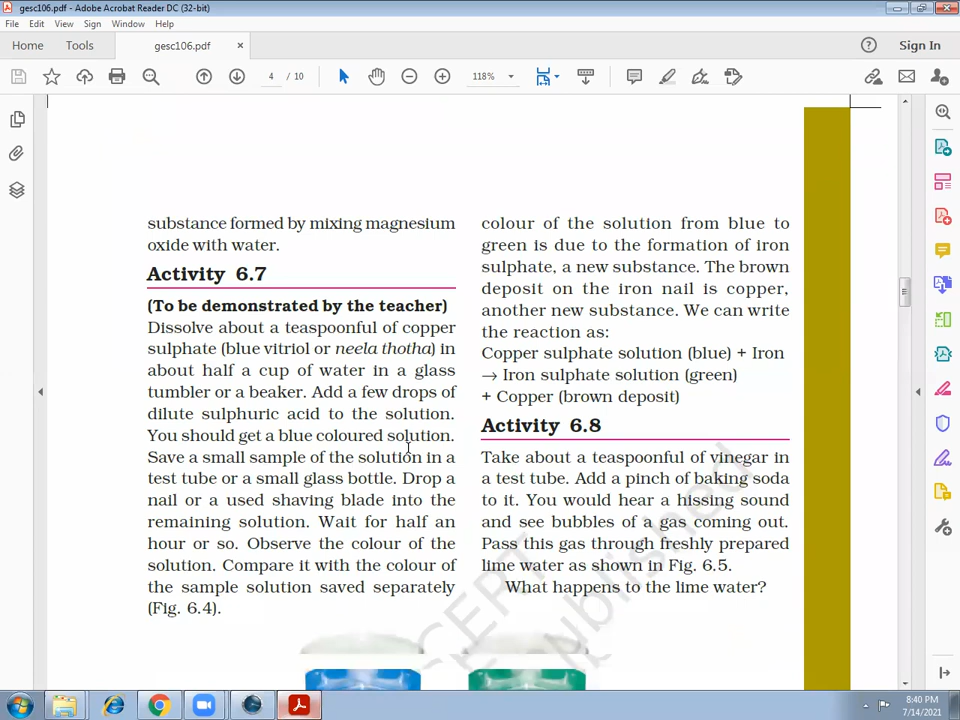 gesc106.pdf - Adobe Acrobat Reader DC (32-bit)
File Edit View Sign Window Help
Home Tools gesc106.pdf × Sign In
4 / 10 118%
substance formed by mixing magnesium
oxide with water.
Activity 6.7
(To be demonstrated by the teacher)
Dissolve about a teaspoonful of copper
sulphate (blue vitriol or neela thotha) in
about half a cup of water in a glass
tumbler or a beaker. Add a few drops of
dilute sulphuric acid to the solution.
You should get a blue coloured solution.
Save a small sample of the solution in a
test tube or a small glass bottle. Drop a
nail or a used shaving blade into the
remaining solution. Wait for half an
hour or so. Observe the colour of the
solution. Compare it with the colour of
the sample solution saved separately
(Fig. 6.4).
colour of the solution from blue to
green is due to the formation of iron
sulphate, a new substance. The brown
deposit on the iron nail is copper,
another new substance. We can write
the reaction as:
Copper sulphate solution (blue) + Iron
→ Iron sulphate solution (green)
+ Copper (brown deposit)
Activity 6.8
Take about a teaspoonful of vinegar in
a test tube. Add a pinch of baking soda
to it. You would hear a hissing sound
and see bubbles of a gas coming out.
Pass this gas through freshly prepared
lime water as shown in Fig. 6.5.
What happens to the lime water?
NCERT
published
8:40 PM
7/14/2021